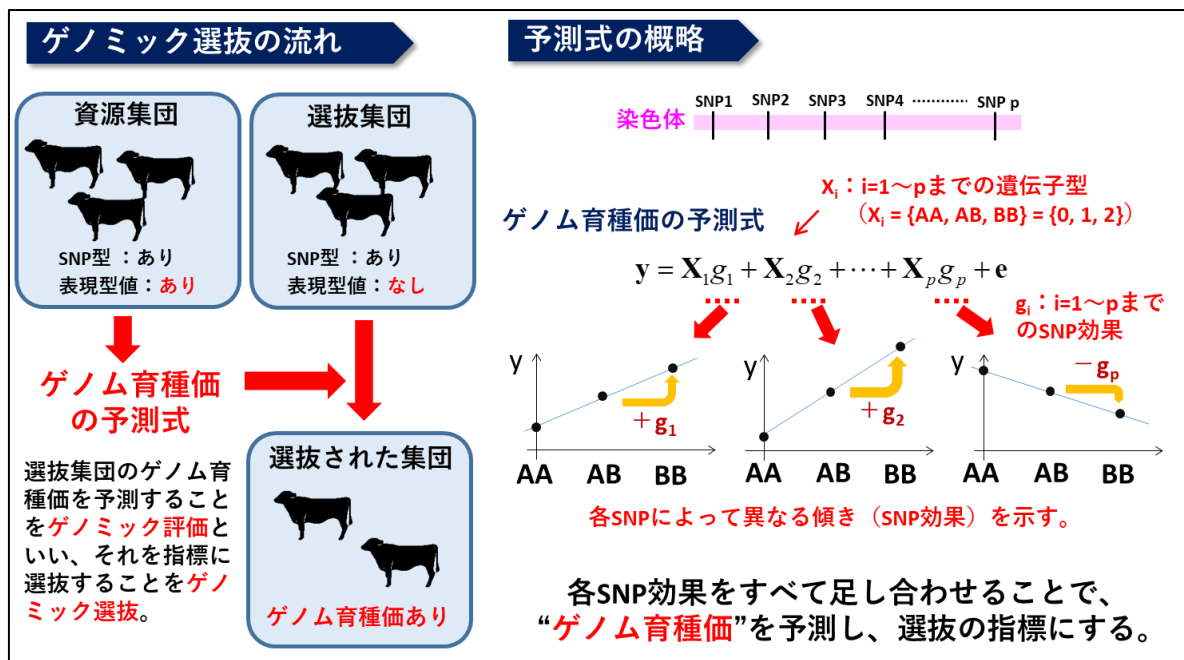 ゲノミック選抜の流れ
資源集団
SNP型 ：あり
表現型値：あり
選抜集団
SNP型 ：あり
表現型値：なし
ゲノム育種価
の予測式
選抜集団のゲノム育
種価を予測すること
をゲノミック評価と
いい、それを指標に
選抜することをゲノ
ミック選抜。
選抜された集団
ゲノム育種価あり
予測式の概略
SNP1 SNP2 SNP3 SNP4 ………… SNP p
染色体
Xi：i=1～pまでの遺伝子型
（Xi = {AA, AB, BB} = {0, 1, 2}）
ゲノム育種価の予測式
y = X1g1 + X2g2 + ⋯ + Xpgp + e
gi：i=1～pまで
のSNP効果
y
＋g1
AA AB BB
y
＋g2
AA AB BB
y
－gp
AA AB BB
各SNPによって異なる傾き（SNP効果）を示す。
各SNP効果をすべて足し合わせることで、
“ゲノム育種価”を予測し、選抜の指標にする。